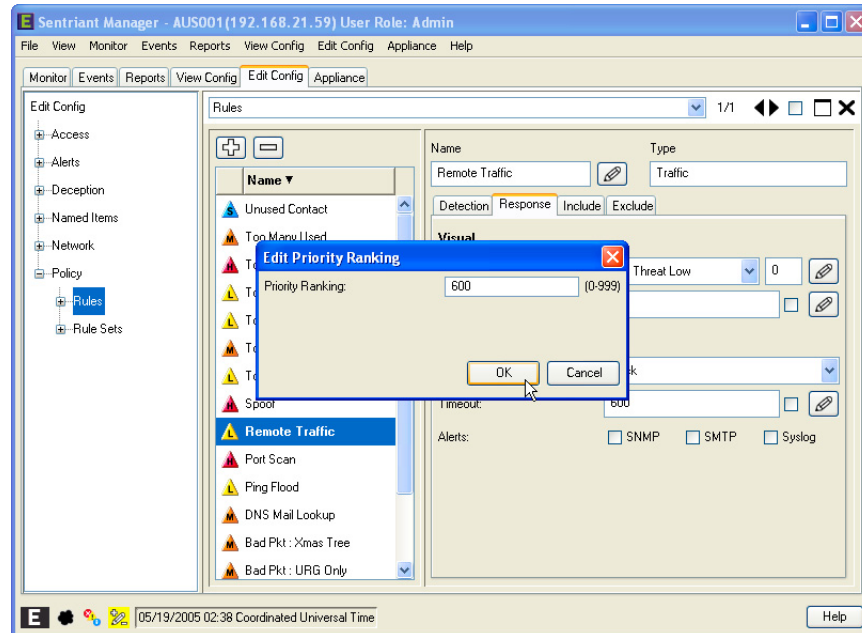 E Sentriant Manager - AUS001(192.168.21.59) User Role: Admin
File View Monitor Events Reports View Config Edit Config Appliance Help
Monitor Events Reports View Config Edit Config Appliance
Edit Config
Access
Alerts
Deception
Named Items
Network
Policy
Rules
Rule Sets
Rules
1/1
Name
S Unused Contact
M Too Many Used
H
L
L
M
L
H Spoof
L Remote Traffic
H Port Scan
L Ping Flood
M DNS Mail Lookup
M Bad Pkt : Xmas Tree
M Bad Pkt : URG Only
Name Type
Remote Traffic Traffic
Detection Response Include Exclude
Visual
Threat Low 0
Edit Priority Ranking
Priority Ranking: 600 (0-999)
OK Cancel
Timeout: 600
Alerts: SNMP SMTP Syslog
E 05/19/2005 02:38 Coordinated Universal Time Help